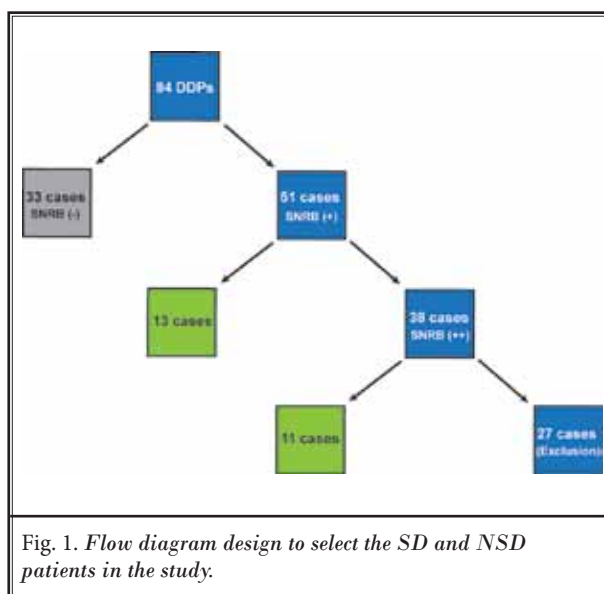 84 DDPs
33 cases
SNRB (-)
51 cases
SNRB (+)
13 cases
38 cases
SNRB (++)
11 cases
27 cases
(Exclusion)
Fig. 1. Flow diagram design to select the SD and NSD
patients in the study.